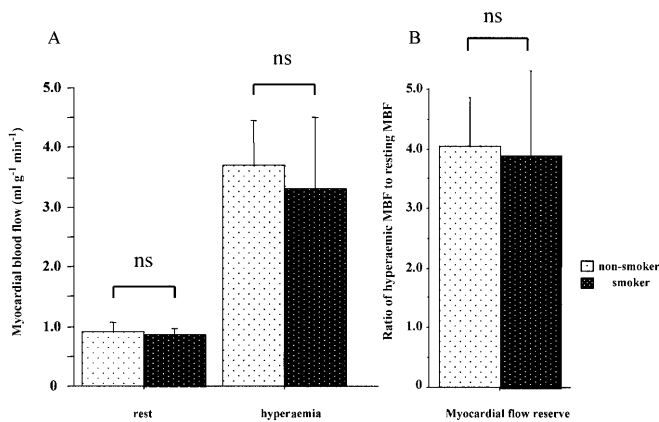 A
ns
ns
5.0
4.0
3.0
2.0
1.0
0
Myocardial blood flow (ml g⁻¹ min⁻¹)
rest
hyperaemia
B
ns
5.0
4.0
3.0
2.0
1.0
0
Ratio of hyperaemic MBF to resting MBF
Myocardial flow reserve
non-smoker
smoker